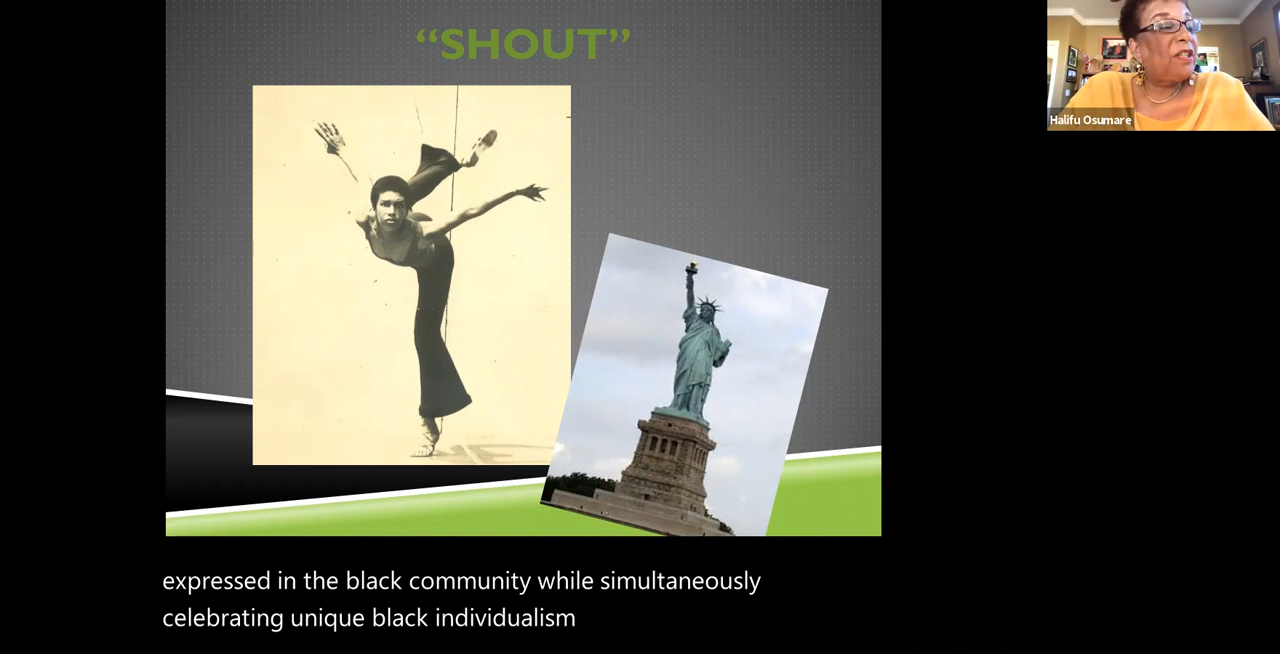 “SHOUT”
Halifu Osumare
expressed in the black community while simultaneously
celebrating unique black individualism